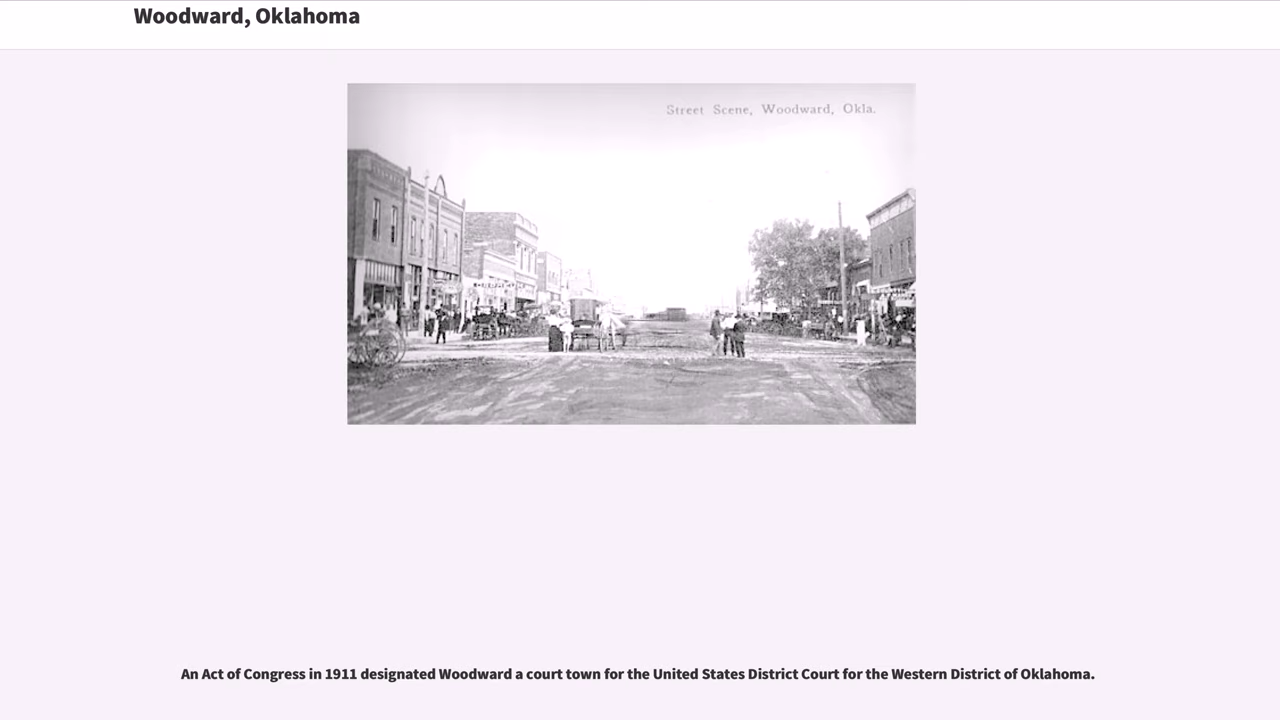 Woodward, Oklahoma
Street Scene, Woodward, Okla.
An Act of Congress in 1911 designated Woodward a court town for the United States District Court for the Western District of Oklahoma.